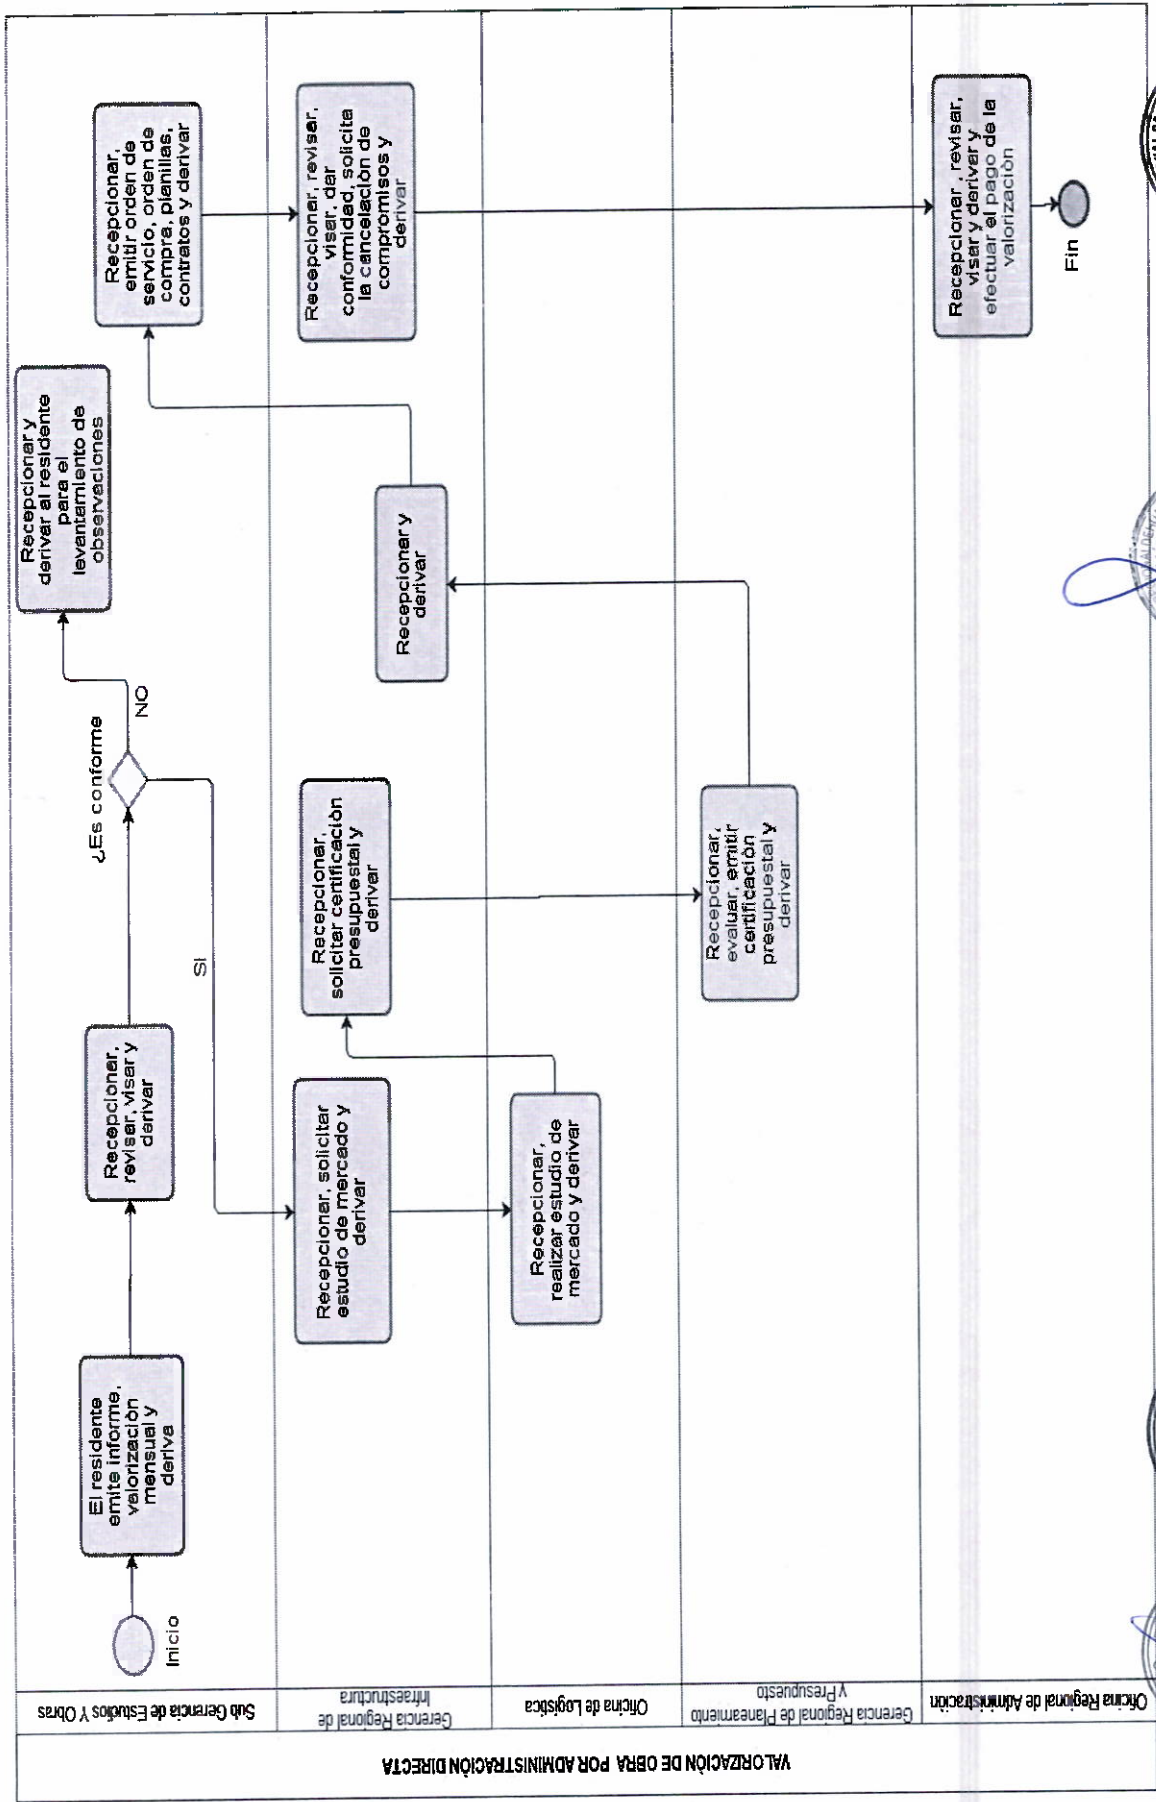 VALORIZACIÓN DE OBRA POR ADMINISTRACIÓN DIRECTA
Sub Gerencia de Estudios Y Obras
Inicio
El residente
emite informe,
valorización
mensual y
deriva
Recepcionar,
revisar, visar y
derivar
¿Es conforme
NO
SI
Recepcionar y
derivar al residente
para el
levantamiento de
observaciones
Recepcionar,
emitir orden de
servicio, orden de
compra, planillas,
contratos y derivar
Gerencia Regional de
Infraestructura
Recepcionar, solicitar
estudio de mercado y
derivar
Recepcionar,
solicitar certificación
presupuestal y
derivar
Recepcionar y
derivar
Recepcionar, revisar,
visar, dar
conformidad, solicita
la cancelación de
compromisos y
derivar
Oficina de Logística
Recepcionar,
realizar estudio de
mercado y derivar
Gerencia Regional de Planeamiento
y Presupuesto
Recepcionar,
evaluar, emitir
certificación
presupuestal y
derivar
Oficina Regional de Administración
Recepcionar, revisar,
visar y derivar y
efectuar el pago de la
valorización
Fin